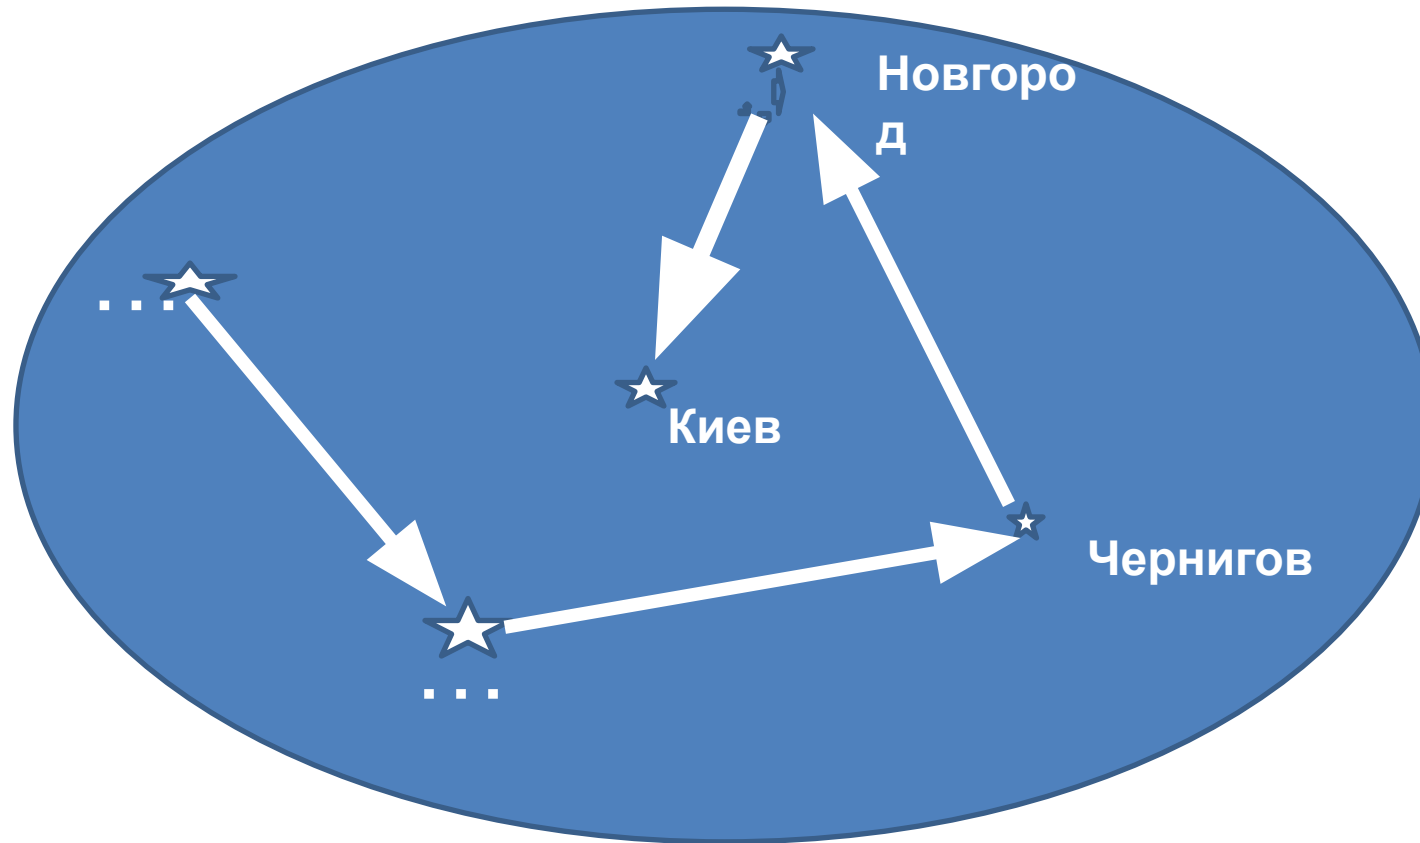 Новгоро
д
. . .
Киев
Чернигов
. . .